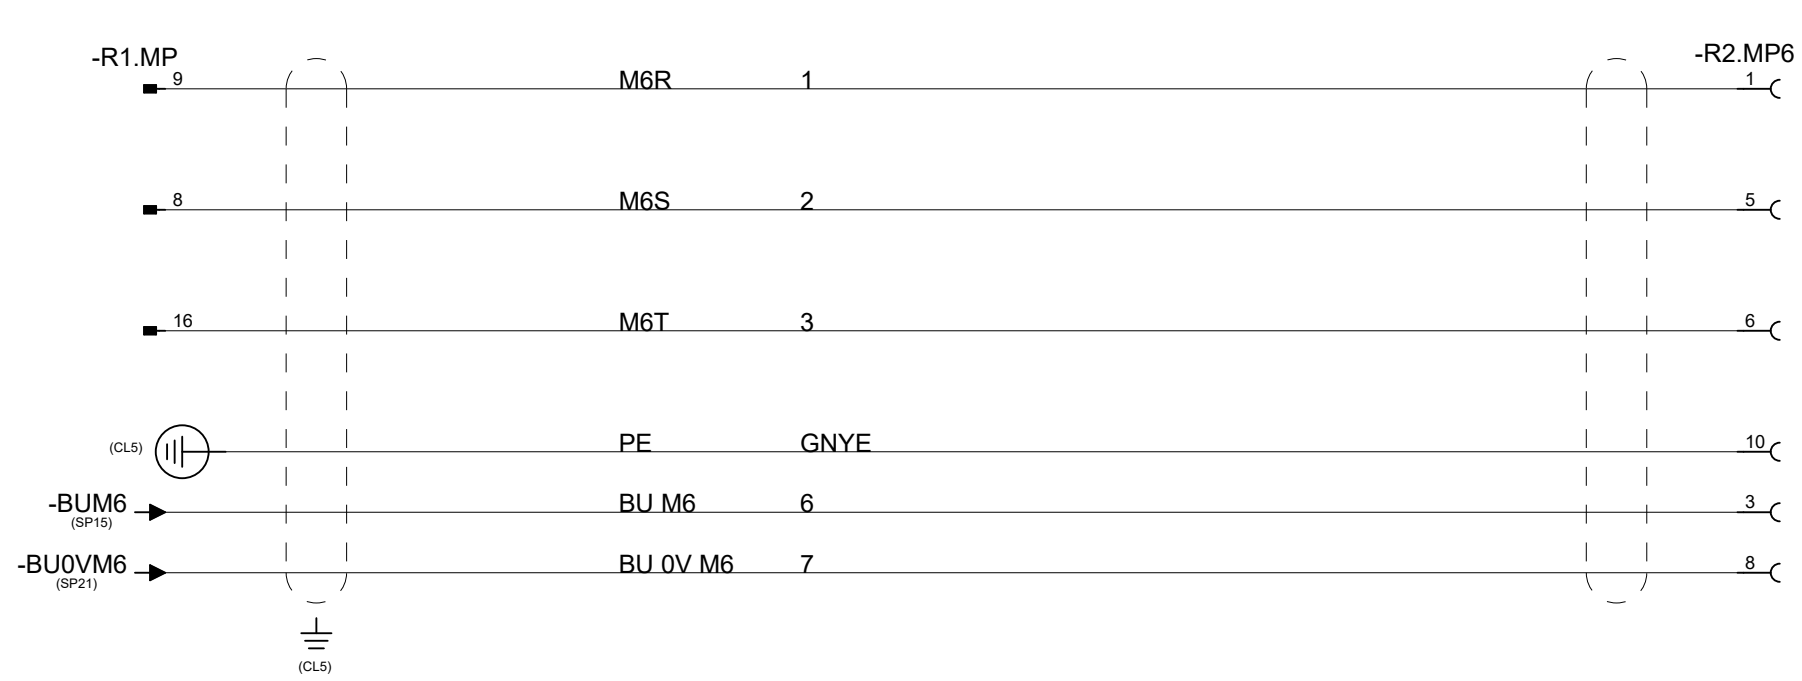 -R1.MP -R2.MP6
9 M6R 1 1
8 M6S 2 5
16 M6T 3 6
(CL5) PE GNYE 10
-BUM6 BU M6 6 3
(SP15)
-BU0VM6 BU 0V M6 7 8
(SP21)
(CL5)